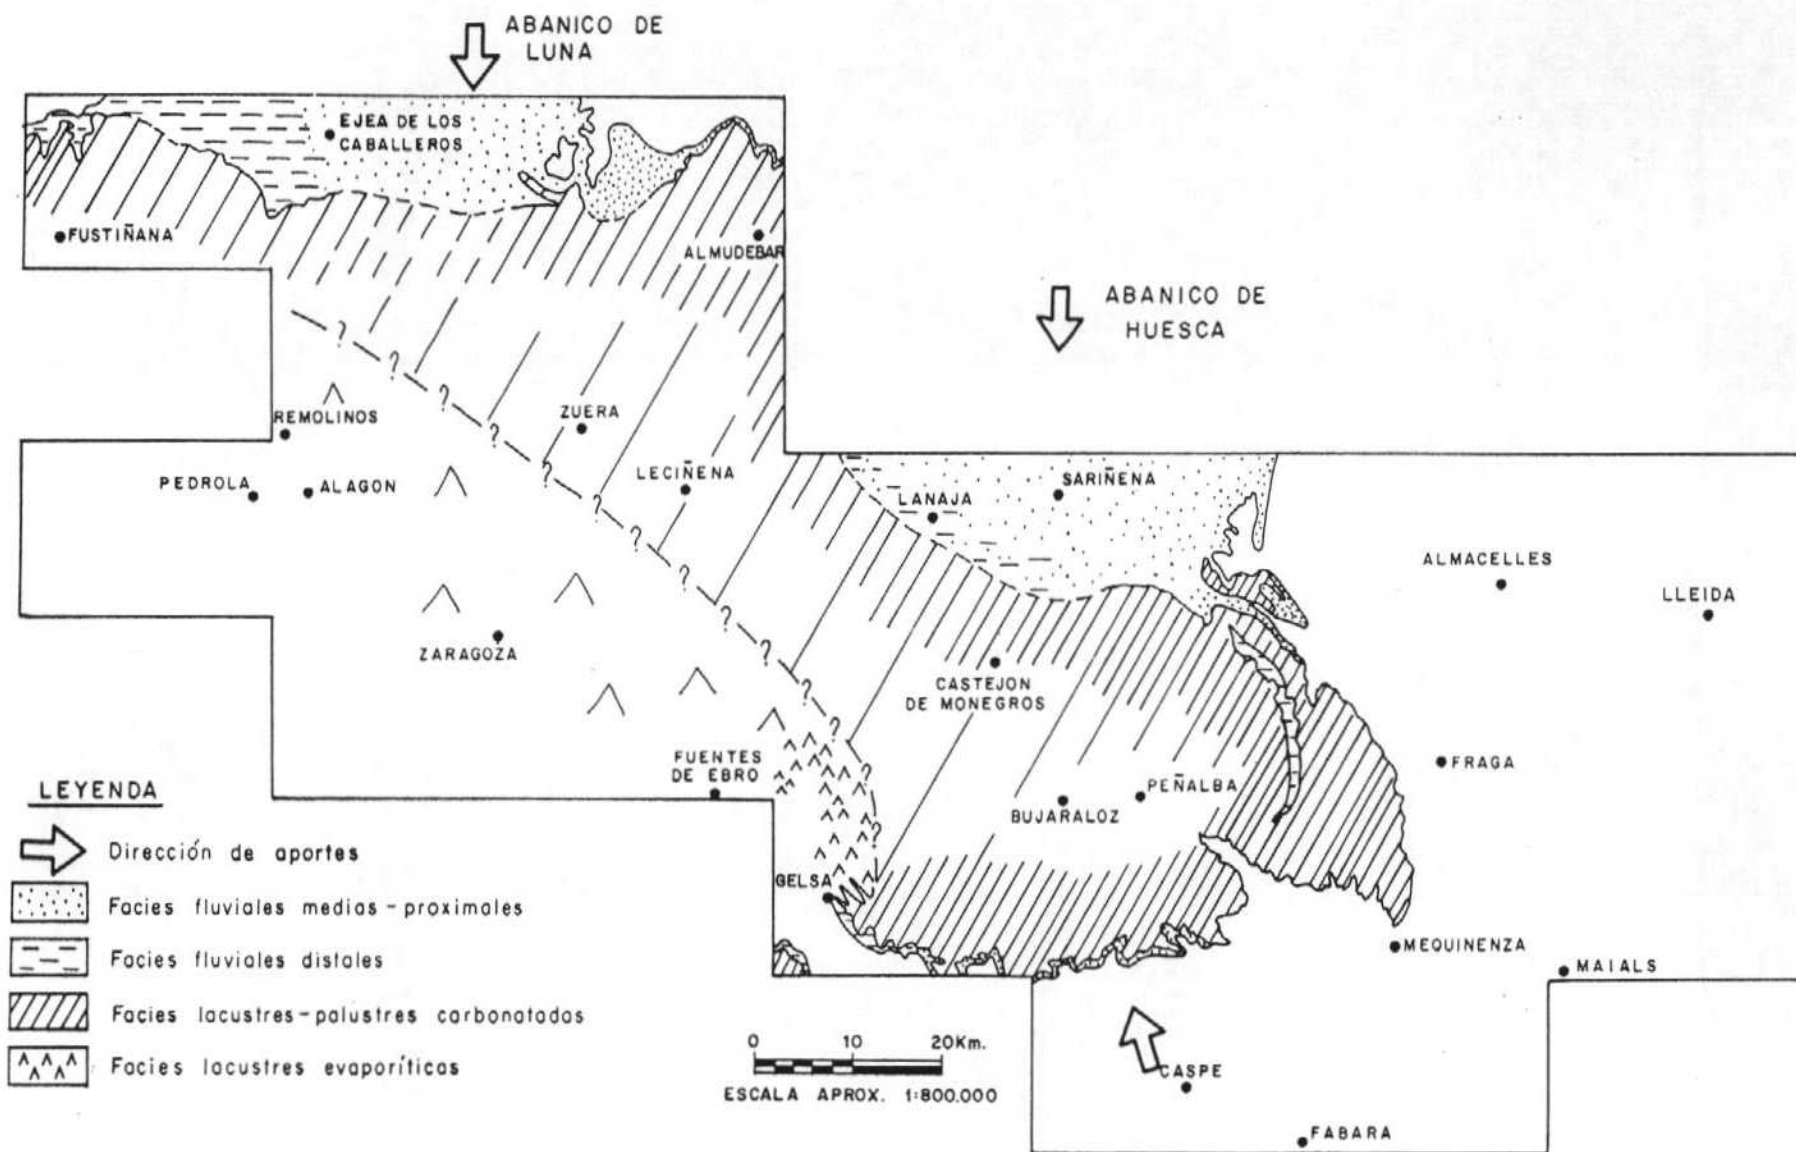 ABANICO DE
LUNA
EJEA DE LOS
CABALLEROS
FUSTIÑANA
ALMUDEBAR
ABANICO DE
HUESCA
REMOLINOS
ZUERA
PEDROLA
ALAGON
LECIÑENA
LANAJA
SARIÑENA
ALMACELLES
LLEIDA
ZARAGOZA
CASTEJON
DE MONEGROS
FUENTES
DE EBRO
BUJARALOZ
PEÑALBA
FRAGA
GELSA
MEQUINENZA
MAIALS
CASPE
FABARA
LEYENDA
Dirección de aportes
Facies fluviales medias-proximales
Facies fluviales distales
Facies lacustres-palustres carbonatadas
Facies lacustres evaporíticas
0 10 20Km.
ESCALA APROX. 1:800.000
?
?
?
?
?
?
?
?
?
?
?
?
?
?